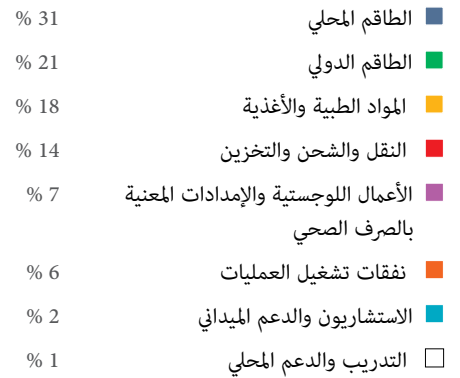 الطاقم المحلي 31 %
الطاقم الدولي 21 %
المواد الطبية والأغذية 18 %
النقل والشحن والتخزين 14 %
الأعمال اللوجستية والإمدادات المعنية 7 %
بالصرف الصحي
نفقات تشغيل العمليات 6 %
الاستشاريون والدعم الميداني 2 %
التدريب والدعم المحلي 1 %